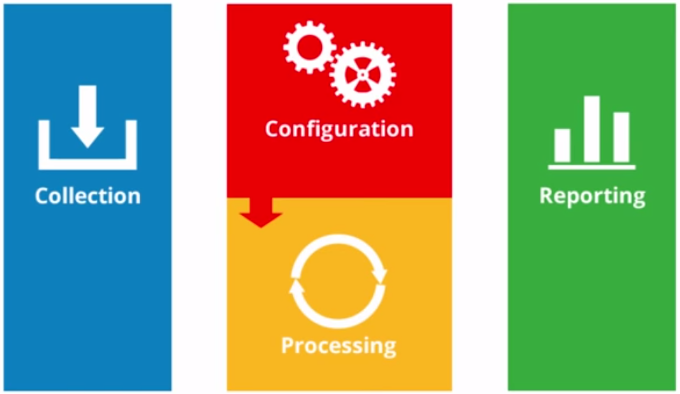 Configuration
Collection
Reporting
Processing